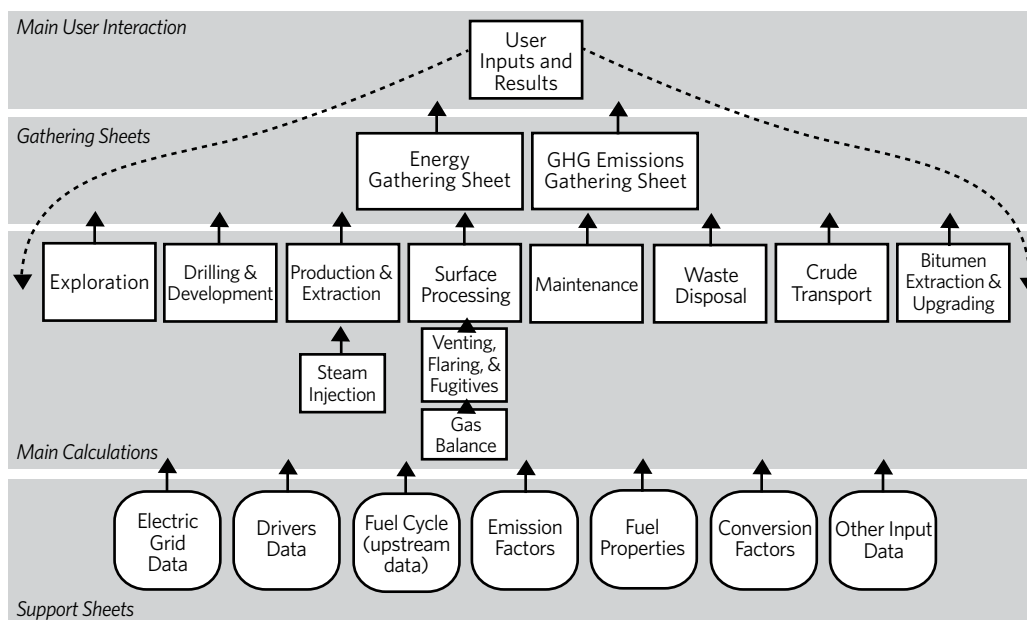 Main User Interaction
User
Inputs and
Results
Gathering Sheets
Energy
Gathering Sheet
GHG Emissions
Gathering Sheet
Exploration
Drilling &
Development
Production &
Extraction
Surface
Processing
Maintenance
Waste
Disposal
Crude
Transport
Bitumen
Extraction &
Upgrading
Steam
Injection
Venting,
Flaring, &
Fugitives
Gas
Balance
Main Calculations
Electric
Grid
Data
Drivers
Data
Fuel Cycle
(upstream
data)
Emission
Factors
Fuel
Properties
Conversion
Factors
Other Input
Data
Support Sheets